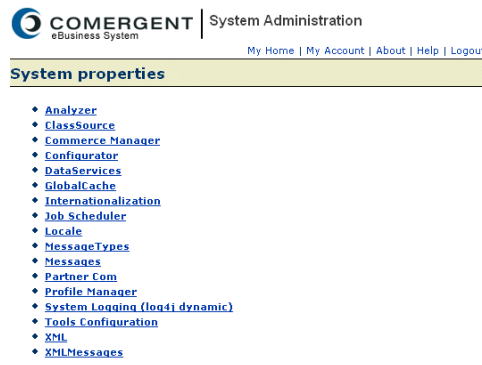 COMERGENT
eBusiness System
System Administration
My Home | My Account | About | Help | Logou
System properties
Analyzer
ClassSource
Commerce Manager
Configurator
DataServices
GlobalCache
Internationalization
Job Scheduler
Locale
MessageTypes
Messages
Partner Com
Profile Manager
System Logging (log4j dynamic)
Tools Configuration
XML
XMLMessages